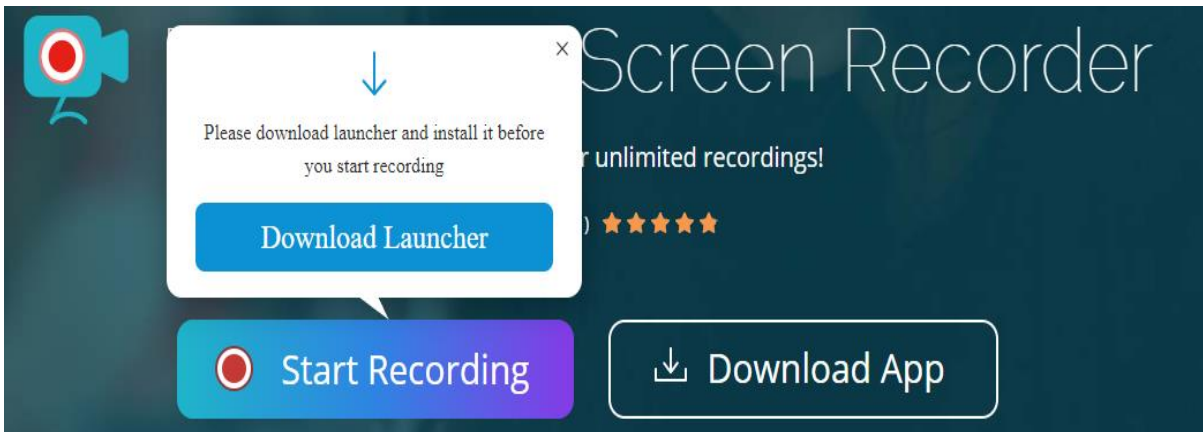 Screen Recorder
X
Please download launcher and install it before
you start recording
unlimited recordings!
Download Launcher
)
Start Recording
Download App